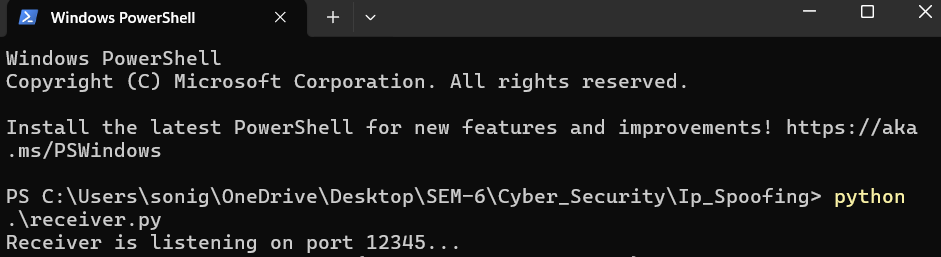 Windows PowerShell
Windows PowerShell
Copyright (C) Microsoft Corporation. All rights reserved.
Install the latest PowerShell for new features and improvements! https://aka
.ms/PSWindows
PS C:\Users\sonig\OneDrive\Desktop\SEM-6\Cyber_Security\Ip_Spoofing> python
.\receiver.py
Receiver is listening on port 12345...